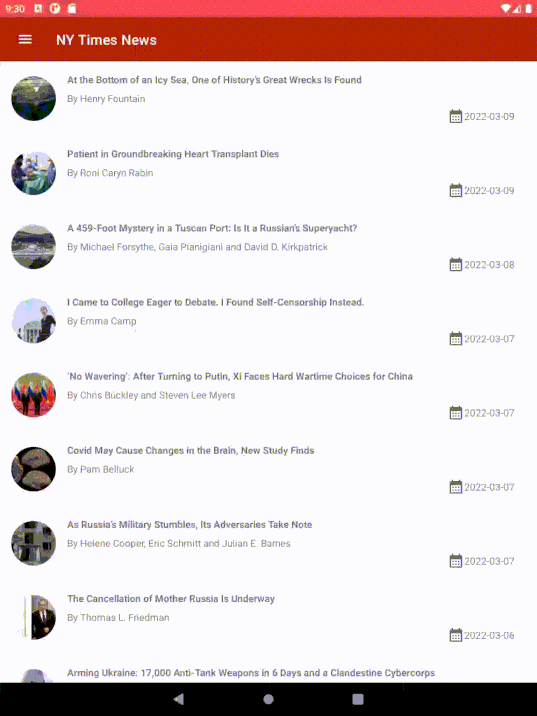 9:30
NY Times News
At the Bottom of an Icy Sea, One of History's Great Wrecks Is Found
By Henry Fountain
2022-03-09
Patient in Groundbreaking Heart Transplant Dies
By Roni Caryn Rabin
2022-03-09
A 459-Foot Mystery in a Tuscan Port: Is It a Russian's Superyacht?
By Michael Forsythe, Gaia Pianigiani and David D. Kirkpatrick
2022-03-08
I Came to College Eager to Debate. I Found Self-Censorship Instead.
By Emma Camp
2022-03-07
'No Wavering': After Turning to Putin, Xi Faces Hard Wartime Choices for China
By Chris Buckley and Steven Lee Myers
2022-03-07
Covid May Cause Changes in the Brain, New Study Finds
By Pam Belluck
2022-03-07
As Russia's Military Stumbles, Its Adversaries Take Note
By Helene Cooper, Eric Schmitt and Julian E. Barnes
2022-03-07
The Cancellation of Mother Russia Is Underway
By Thomas L. Friedman
2022-03-06
Arming Ukraine: 17,000 Anti-Tank Weapons in 6 Days and a Clandestine Cybercorps